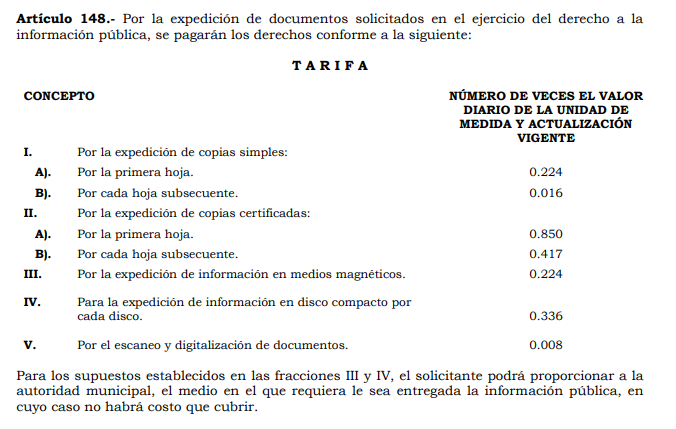 Artículo 148.- Por la expedición de documentos solicitados en el ejercicio del derecho a la
información pública, se pagarán los derechos conforme a la siguiente:
T A R I F A
CONCEPTO
NÚMERO DE VECES EL VALOR
DIARIO DE LA UNIDAD DE
MEDIDA Y ACTUALIZACIÓN
VIGENTE
I. Por la expedición de copias simples:
A). Por la primera hoja. 0.224
B). Por cada hoja subsecuente. 0.016
II. Por la expedición de copias certificadas:
A). Por la primera hoja. 0.850
B). Por cada hoja subsecuente. 0.417
III. Por la expedición de información en medios magnéticos. 0.224
IV. Para la expedición de información en disco compacto por
cada disco. 0.336
V. Por el escaneo y digitalización de documentos. 0.008
Para los supuestos establecidos en las fracciones III y IV, el solicitante podrá proporcionar a la
autoridad municipal, el medio en el que requiera le sea entregada la información pública, en
cuyo caso no habrá costo que cubrir.